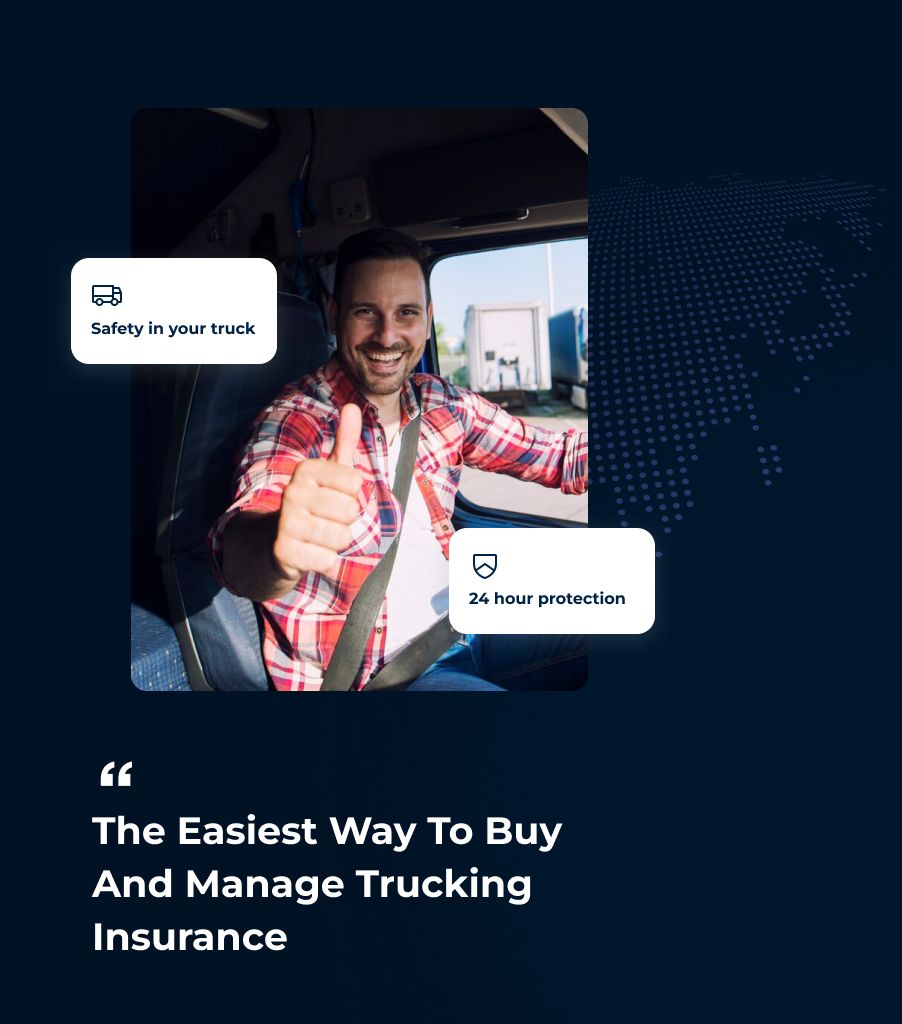 Safety in your truck
24 hour protection
“
The Easiest Way To Buy
And Manage Trucking
Insurance